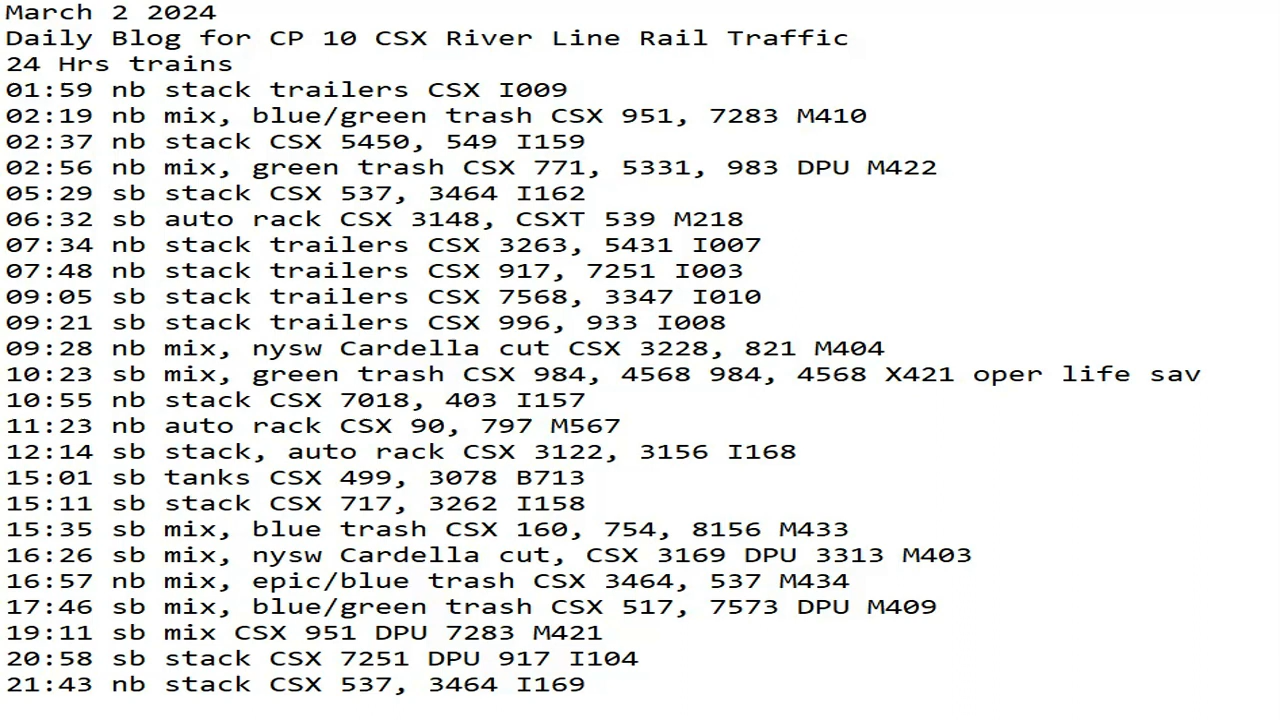 March 2 2024
Daily Blog for CP 10 CSX River Line Rail Traffic
24 Hrs trains
01:59 nb stack trailers CSX I009
02:19 nb mix, blue/green trash CSX 951, 7283 M410
02:37 nb stack CSX 5450, 549 I159
02:56 nb mix, green trash CSX 771, 5331, 983 DPU M422
05:29 sb stack CSX 537, 3464 I162
06:32 sb auto rack CSX 3148, CSXT 539 M218
07:34 nb stack trailers CSX 3263, 5431 I007
07:48 nb stack trailers CSX 917, 7251 I003
09:05 sb stack trailers CSX 7568, 3347 I010
09:21 sb stack trailers CSX 996, 933 I008
09:28 nb mix, nysw Cardella cut CSX 3228, 821 M404
10:23 sb mix, green trash CSX 984, 4568 984, 4568 X421 oper life sav
10:55 nb stack CSX 7018, 403 I157
11:23 nb auto rack CSX 90, 797 M567
12:14 sb stack, auto rack CSX 3122, 3156 I168
15:01 sb tanks CSX 499, 3078 B713
15:11 sb stack CSX 717, 3262 I158
15:35 sb mix, blue trash CSX 160, 754, 8156 M433
16:26 sb mix, nysw Cardella cut, CSX 3169 DPU 3313 M403
16:57 nb mix, epic/blue trash CSX 3464, 537 M434
17:46 sb mix, blue/green trash CSX 517, 7573 DPU M409
19:11 sb mix CSX 951 DPU 7283 M421
20:58 sb stack CSX 7251 DPU 917 I104
21:43 nb stack CSX 537, 3464 I169